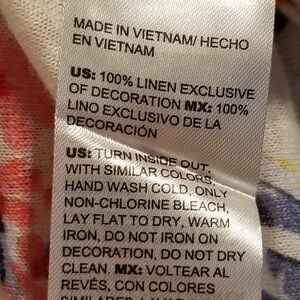 MADE IN VIETNAM/ HECHO
EN VIETNAM
US: 100% LINEN EXCLUSIVE
OF DECORATION MX: 100%
LINO EXCLUSIVO DE LA
DECORACIÓN
US: TURN INSIDE OUT,
WITH SIMILAR COLORS,
HAND WASH COLD, ONLY
NON-CHLORINE BLEACH,
LAY FLAT TO DRY, WARM
IRON, DO NOT IRON ON
DECORATION, DO NOT DRY
CLEAN. MX: VOLTEAR AL
REVÉS, CON COLORES
SIMILARES,